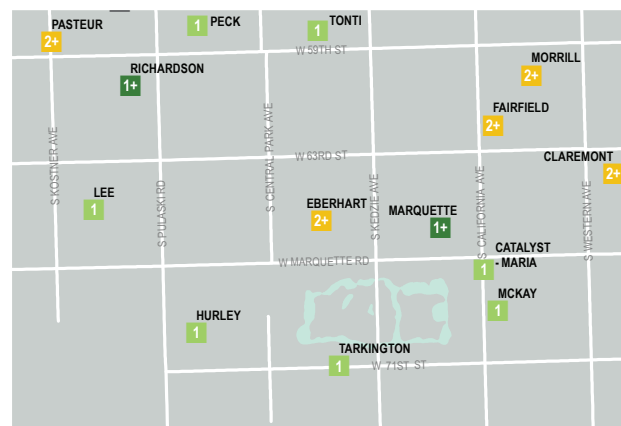 PASTEUR
2+
1
PECK
1
TONTI
W 59TH ST
RICHARDSON
1+
MORRILL
2+
FAIRFIELD
2+
S KOSTNER AVE
S PULASKI RD
S CENTRAL PARK AVE
W 63RD ST
S KEDZIE AVE
S CALIFORNIA AVE
S WESTERN AVE
CLAREMONT
2+
LEE
1
EBERHART
2+
MARQUETTE
1+
W MARQUETTE RD
CATALYST
- MARIA
1
MCKAY
1
HURLEY
1
TARKINGTON
1
W 71ST ST